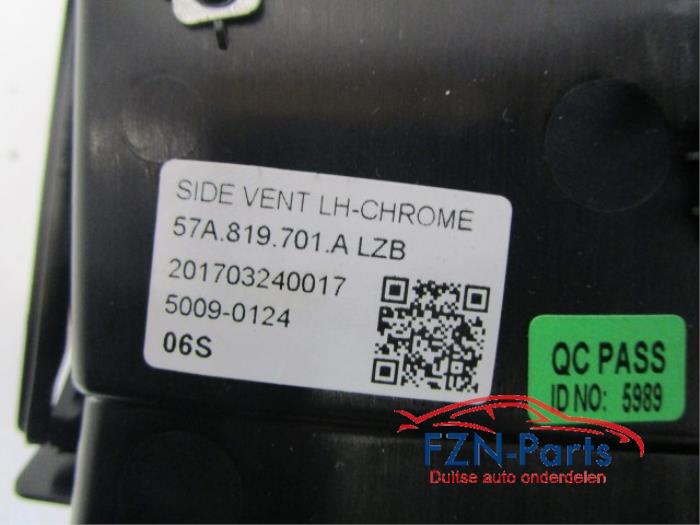 SIDE VENT LH-CHROME
57A.819.701.A LZB
201703240017
5009-0124
06S
QC PASS
ID NO: 5989
FZN-Parts
Duitse auto onderdelen